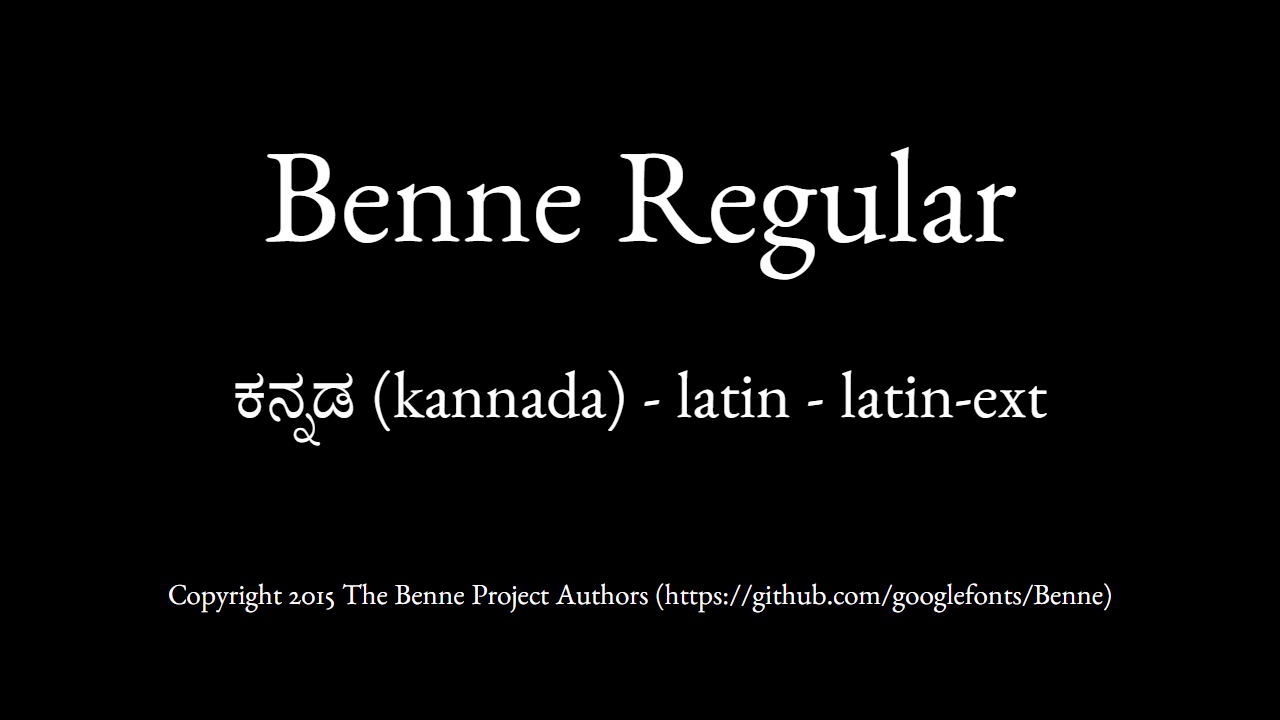 Benne Regular
ಕನ್ನಡ (kannada) - latin - latin-ext
Copyright 2015 The Benne Project Authors (https://github.com/googlefonts/Benne)